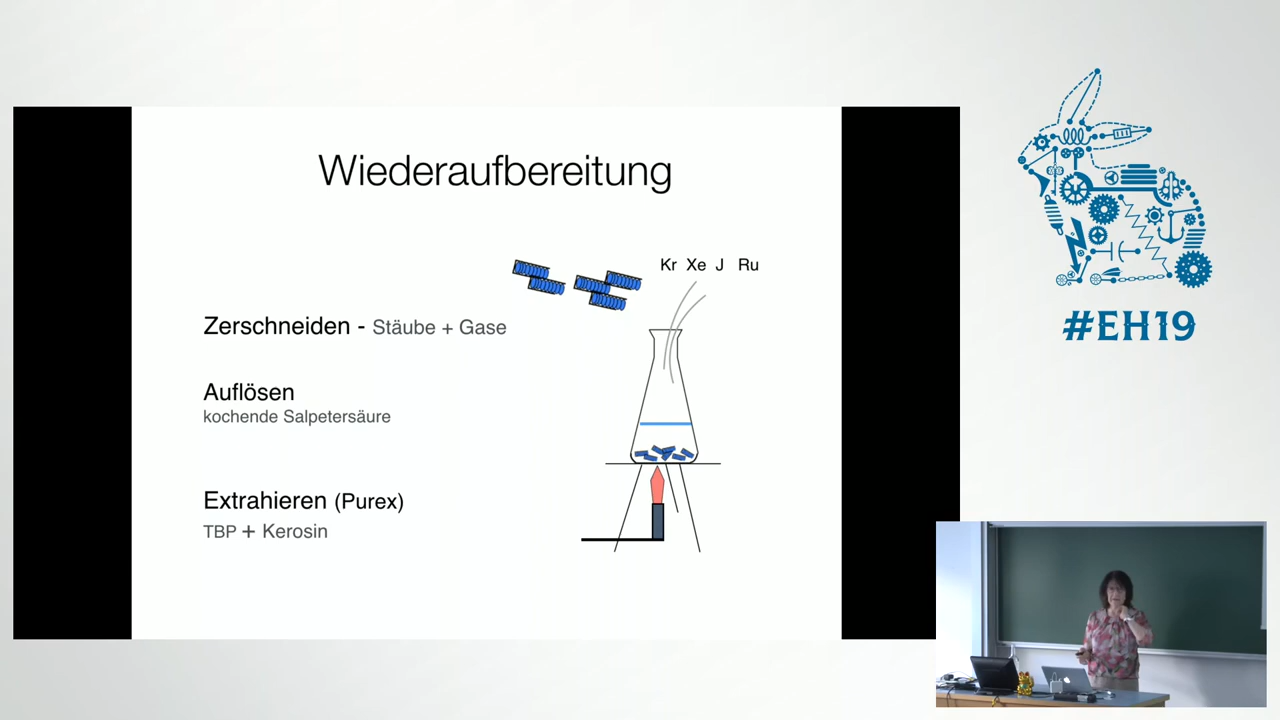 Wiederaufbereitung
Kr Xe J Ru
Zerschneiden - Stäube + Gase
Auflösen
kochende Salpetersäure
Extrahieren (Purex)
TBP + Kerosin
#EH19